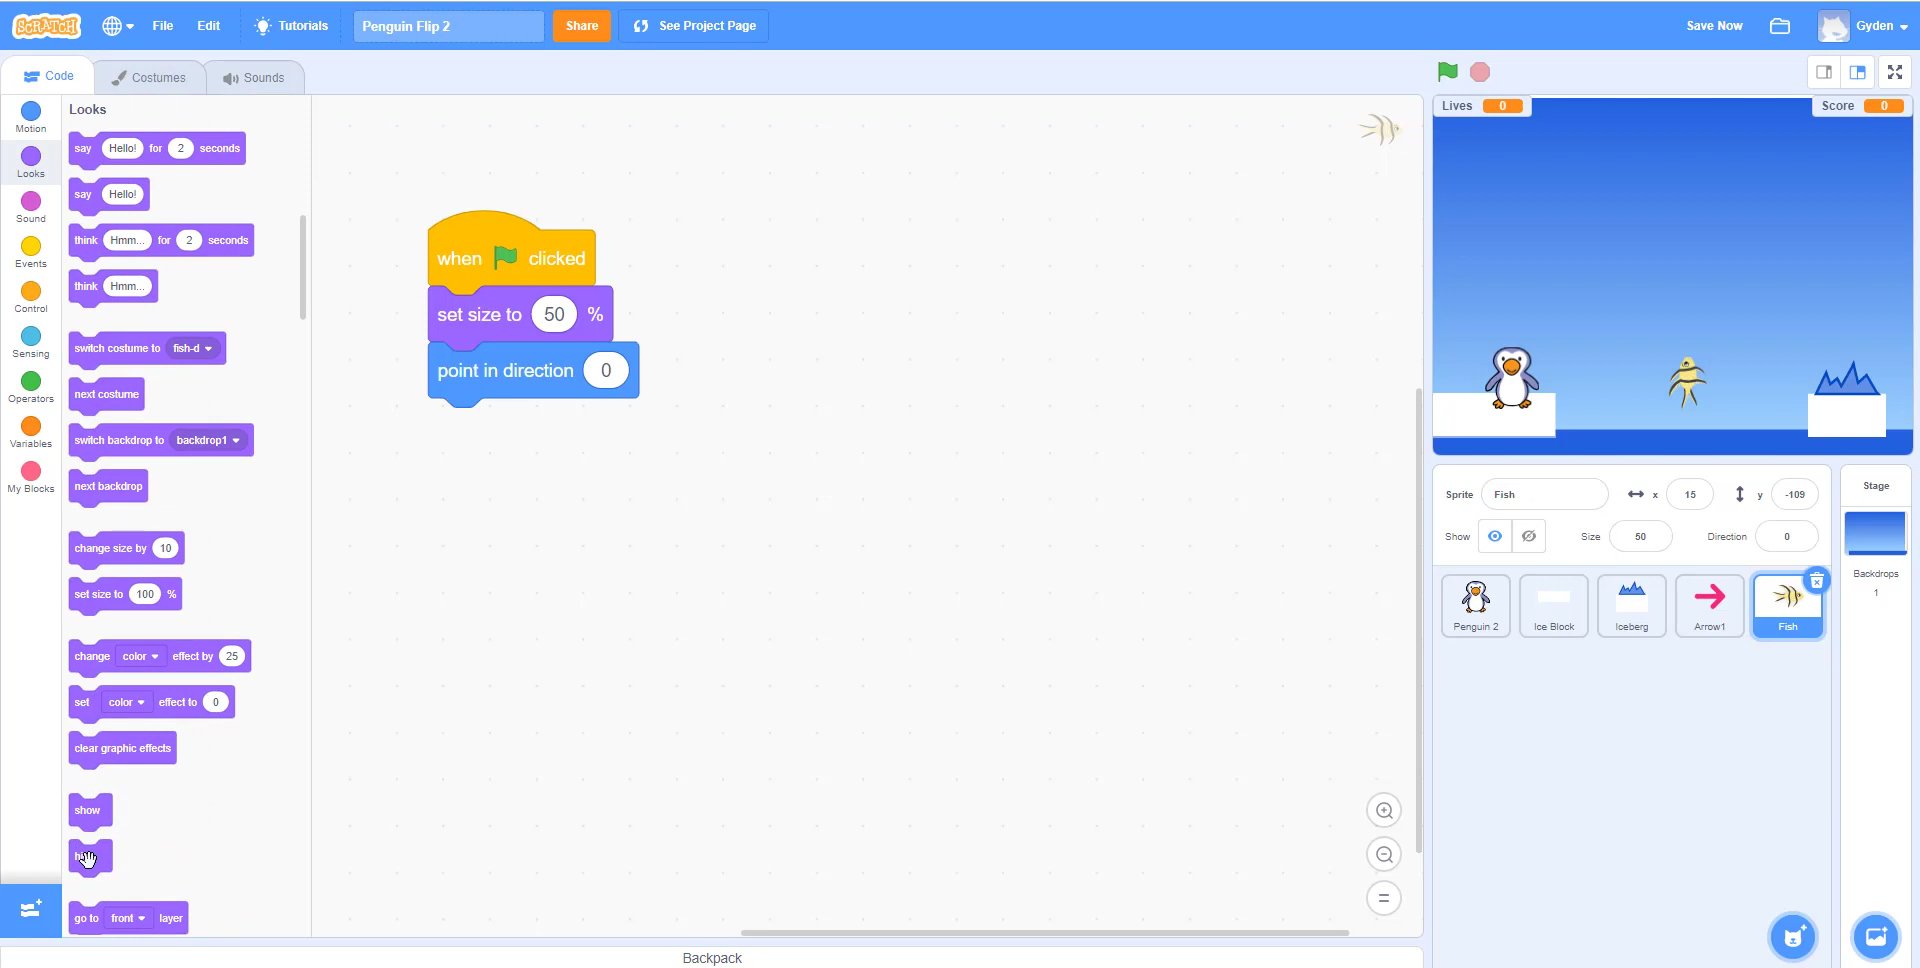 SCRATCH
File
Edit
Tutorials
Penguin Flip 2
Share
See Project Page
Save Now
Gyden
Code
Costumes
Sounds
Motion
Looks
Sound
Events
Control
Sensing
Operators
Variables
My Blocks
Looks
say Hello! for 2 seconds
say Hello!
think Hmm... for 2 seconds
think Hmm...
switch costume to fish-d
next costume
switch backdrop to backdrop1
next backdrop
change size by 10
set size to 100 %
change color effect by 25
set color effect to 0
clear graphic effects
show
go to front layer
when clicked
set size to 50 %
point in direction 0
Backpack
Lives 0
Score 0
Sprite Fish x 15 y -109
Show Size 50 Direction 0
Penguin 2
Ice Block
Iceberg
Arrow1
Fish
Stage
Backdrops
1